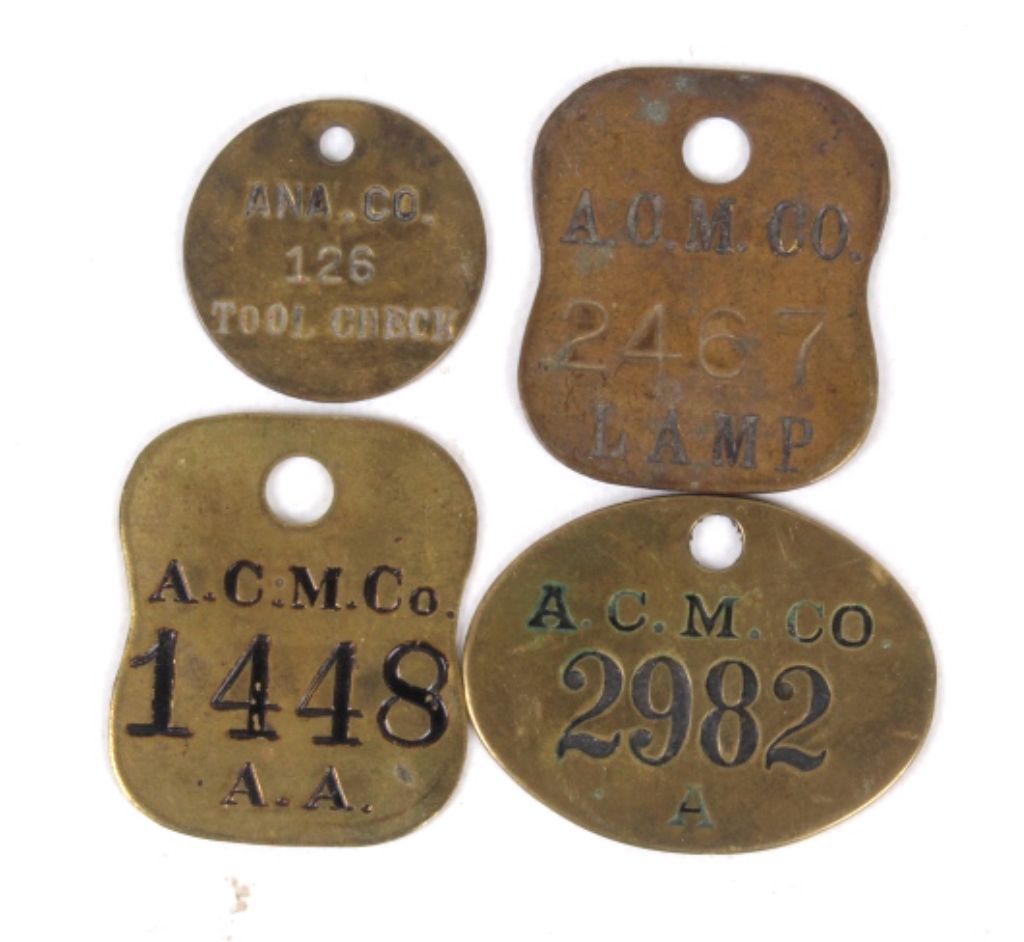 ANA.CO.
126
TOOL CHECK
A.C.M.CO.
2467
LAMP
A.C.M.Co.
1448
A.A.
A.C.M.CO.
2982
A